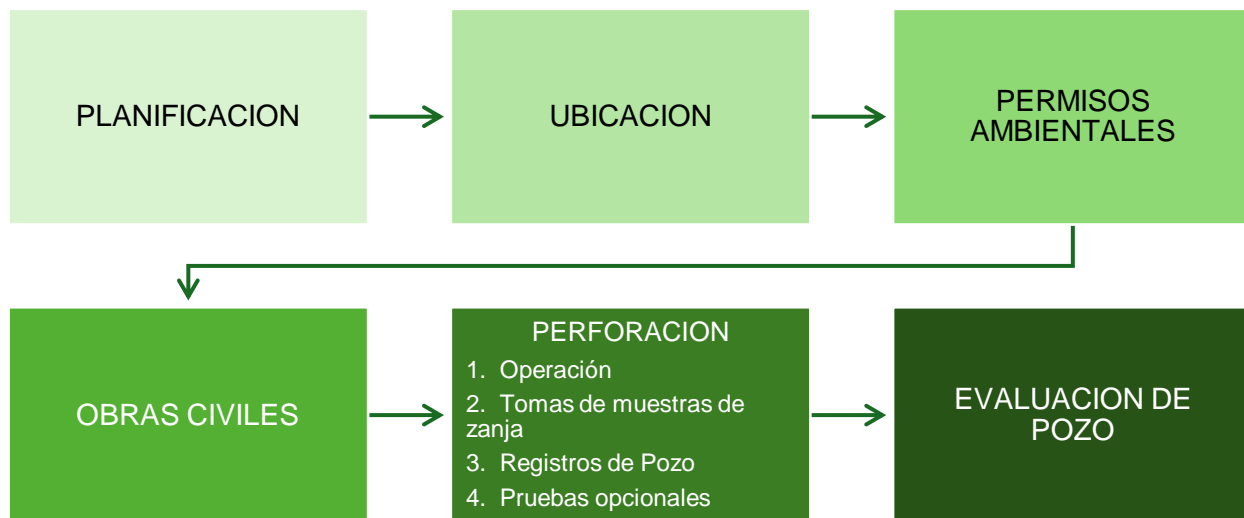 PLANIFICACION
UBICACION
PERMISOS
AMBIENTALES
OBRAS CIVILES
PERFORACION
1. Operación
2. Tomas de muestras de
zanja
3. Registros de Pozo
4. Pruebas opcionales
EVALUACION DE
POZO